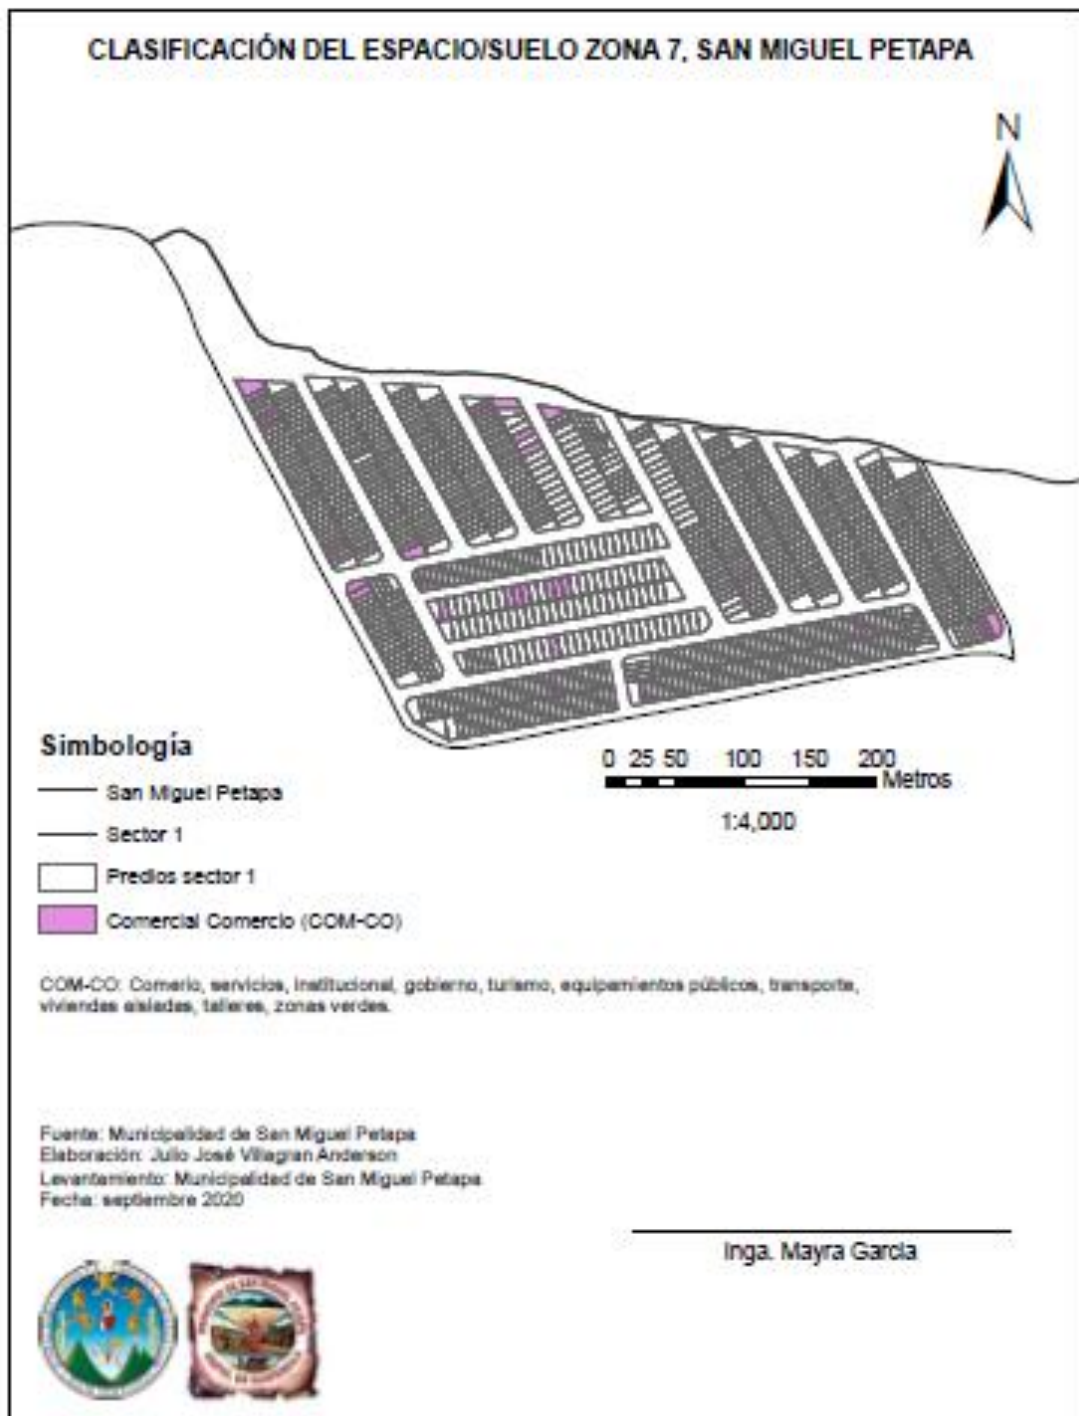 CLASIFICACIÓN DEL ESPACIO/SUELO ZONA 7, SAN MIGUEL PETAPA
N
Simbología
San Miguel Petapa
Sector 1
Predios sector 1
Comercial Comercio (COM-CO)
0 25 50 100 150 200
Metros
1:4,000
COM-CO: Comerio, servicios, institucional, gobierno, turismo, equipamientos públicos, transporte,
viviendas aisladas, talleres, zonas verdes.
Fuente: Municipalidad de San Miguel Petapa
Elaboración: Julio José Villagran Anderson
Levantamiento: Municipalidad de San Miguel Petapa
Fecha: septiembre 2020
Inga. Mayra Garcia